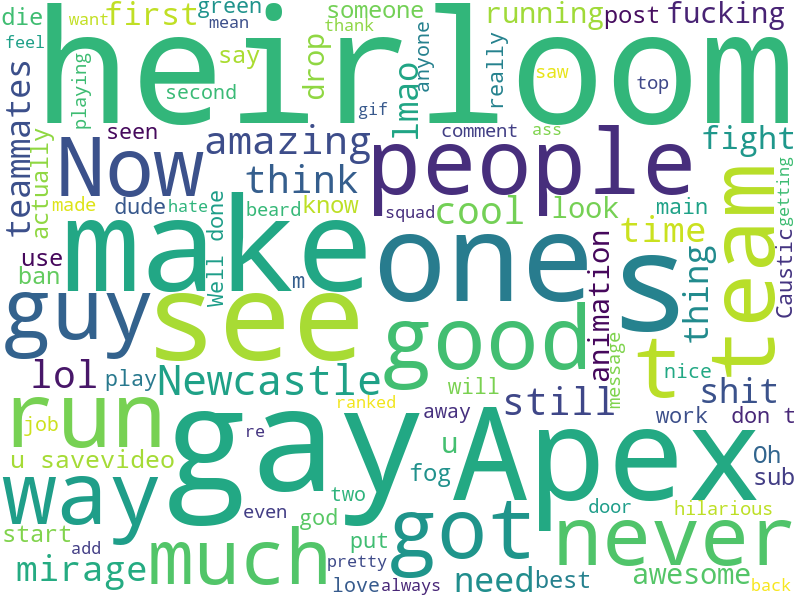 die
first
green
mean
someone
thank
running
post
fucking
feel
want
heirloom
playing
say
second
drop
lmao
anyone
really
saw
top
gif
teammates
actually
seen
amazing
comment
ass
fight
Now
think
people
made
dude
hate
beard
know
squad
cool
look
time
main
getting
use
ban
Well done
make
m
one
s
thing
team
Caustic
guy
see
good
animation
message
t
nice
lol
play
Newcastle
will
still
shit
run
job
ranked
away
work
don t
gay
re
u
Apex
Oh
u savevideo
fog
sub
way
two
door
hilarious
start
even
god
got
never
add
put
mirage
much
pretty
love
always
need
best
awesome
back